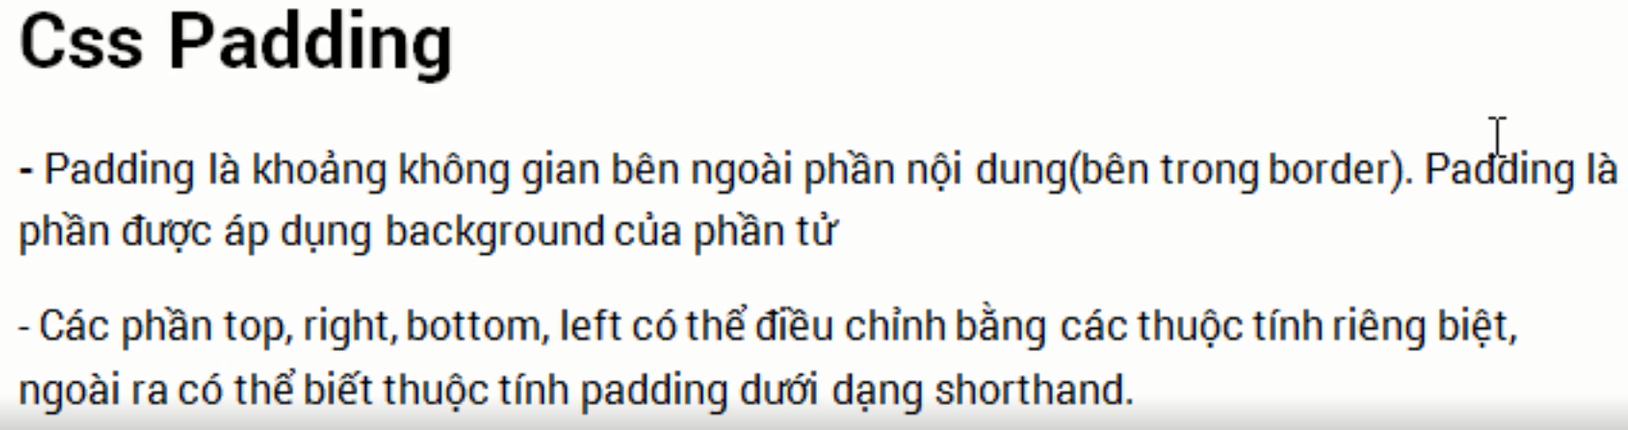 Css Padding
- Padding là khoảng không gian bên ngoài phần nội dung(bên trong border). Padding là
phần được áp dụng background của phần tử
- Các phần top, right, bottom, left có thể điều chỉnh bằng các thuộc tính riêng biệt,
ngoài ra có thể biết thuộc tính padding dưới dạng shorthand.